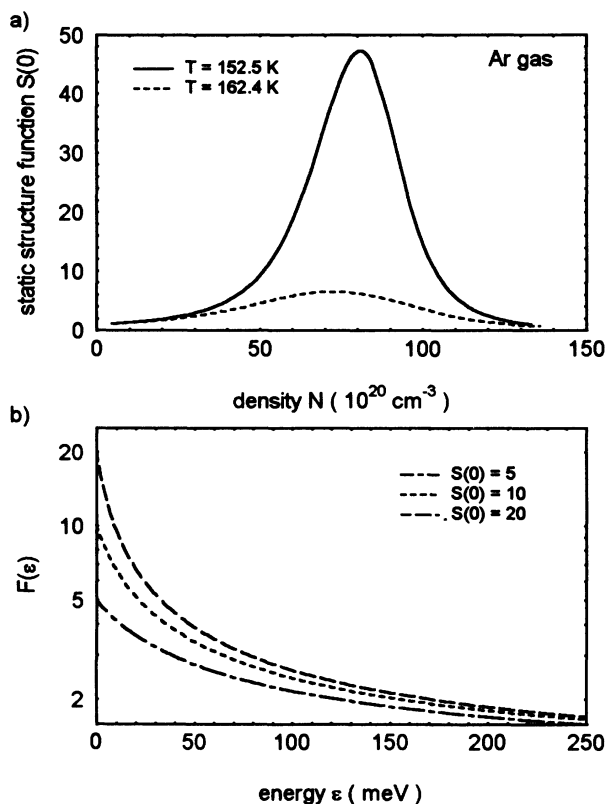 a)
50
40
30
20
10
0
static structure function S(0)
T = 152.5 K
T = 162.4 K
Ar gas
0 50 100 150
density N ( 10²⁰ cm⁻³ )
b)
20
10
5
2
F(ε)
S(0) = 5
S(0) = 10
S(0) = 20
0 50 100 150 200 250
energy ε ( meV )